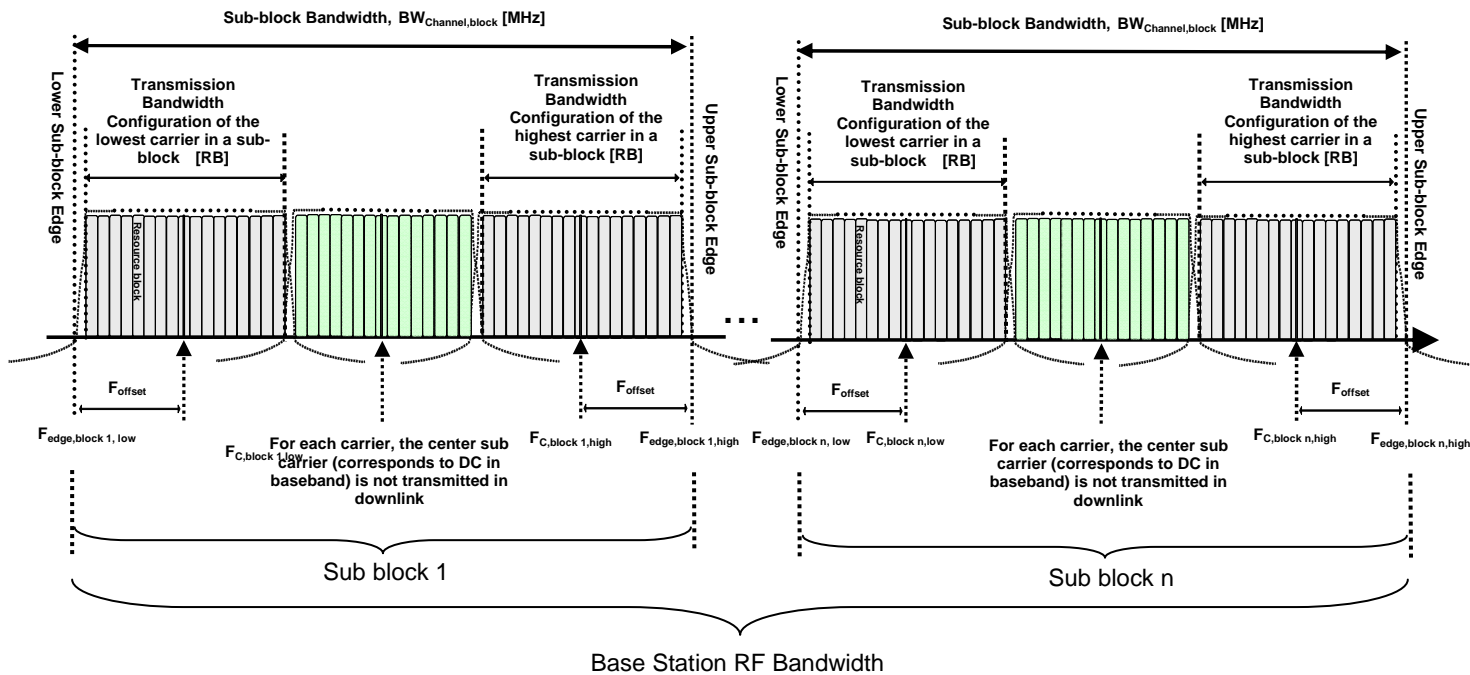 Sub-block Bandwidth, BWChannel,block [MHz]
Lower Sub-block Edge
Transmission
Bandwidth
Configuration of the
lowest carrier in a sub-
block [RB]
Transmission
Bandwidth
Configuration of the
highest carrier in a
sub-block [RB]
Upper Sub-block Edge
Resource block
Foffset
Foffset
Fedge,block 1, low
FC,block 1,low
For each carrier, the center sub
carrier (corresponds to DC in
baseband) is not transmitted in
downlink
FC,block 1,high
Fedge,block 1,high
Sub block 1
...
Sub-block Bandwidth, BWChannel,block [MHz]
Lower Sub-block Edge
Transmission
Bandwidth
Configuration of the
lowest carrier in a
sub-block [RB]
Transmission
Bandwidth
Configuration of the
highest carrier in a
sub-block [RB]
Upper Sub-block Edge
Resource block
Foffset
Foffset
Fedge,block n, low
FC,block n,low
For each carrier, the center sub
carrier (corresponds to DC in
baseband) is not transmitted in
downlink
FC,block n,high
Fedge,block n,high
Sub block n
Base Station RF Bandwidth